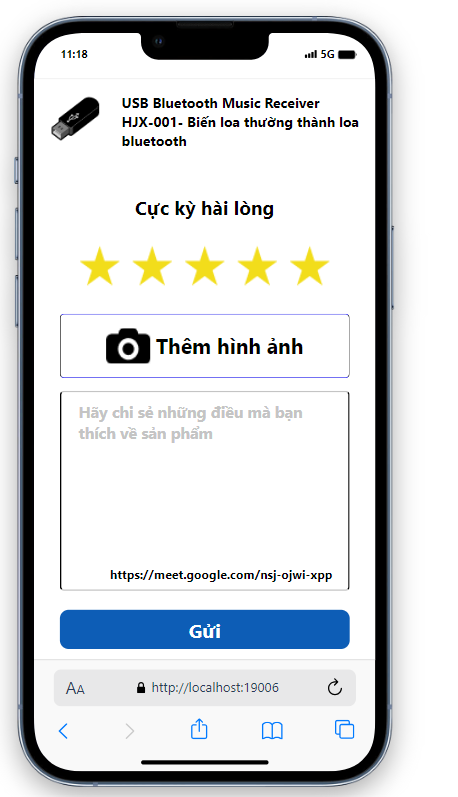 11:18
5G
USB Bluetooth Music Receiver
HJX-001- Biến loa thường thành loa
bluetooth
Cực kỳ hài lòng
Thêm hình ảnh
Hãy chi sẻ những điều mà bạn
thích về sản phẩm
https://meet.google.com/nsj-ojwi-xpp
Gửi
AA
http://localhost:19006